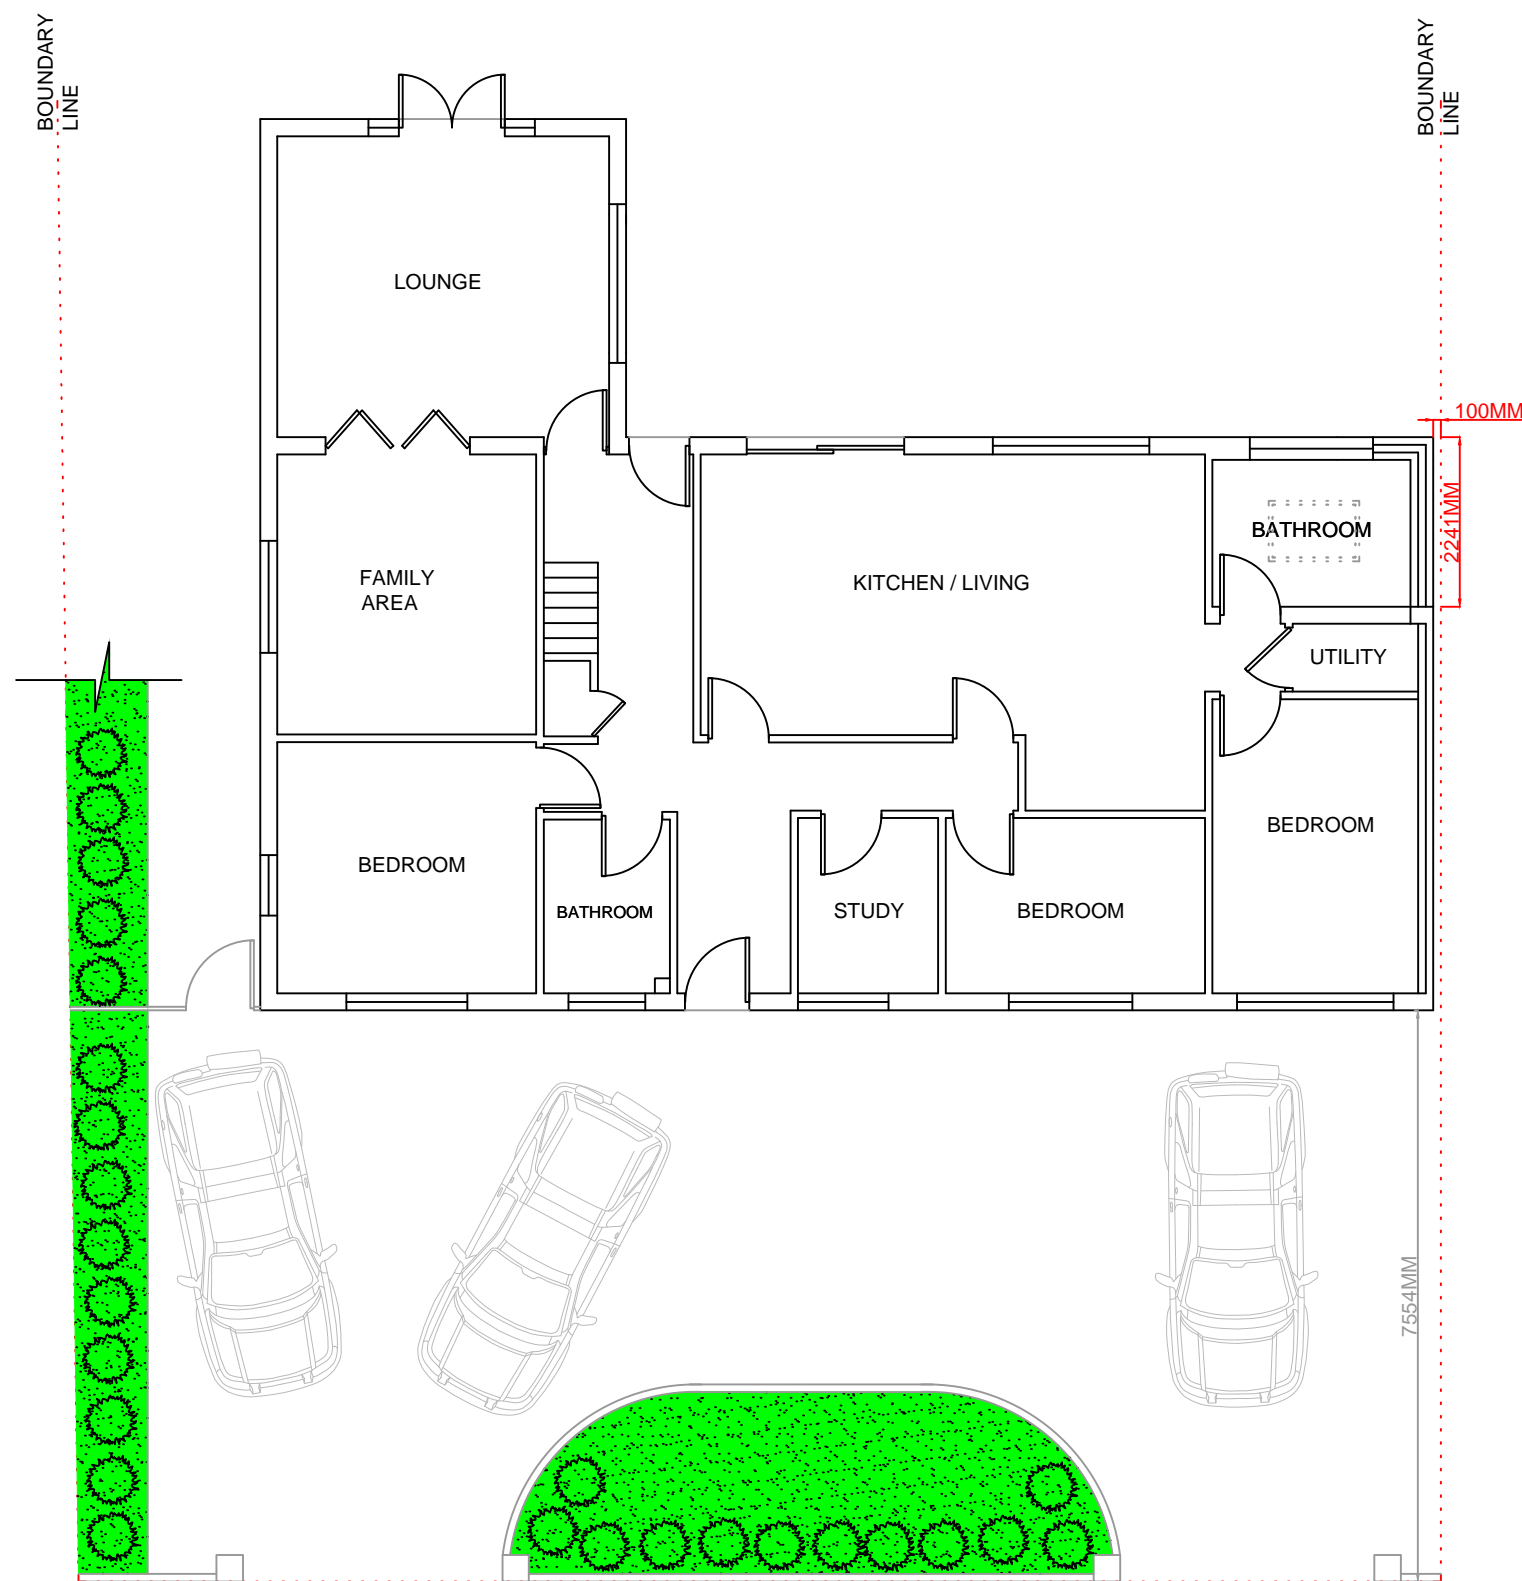 BOUNDARY
LINE
BOUNDARY
LINE
LOUNGE
100MM
2241MM
BATHROOM
FAMILY
AREA
KITCHEN / LIVING
UTILITY
BEDROOM
BEDROOM
BATHROOM
STUDY
BEDROOM
7554MM